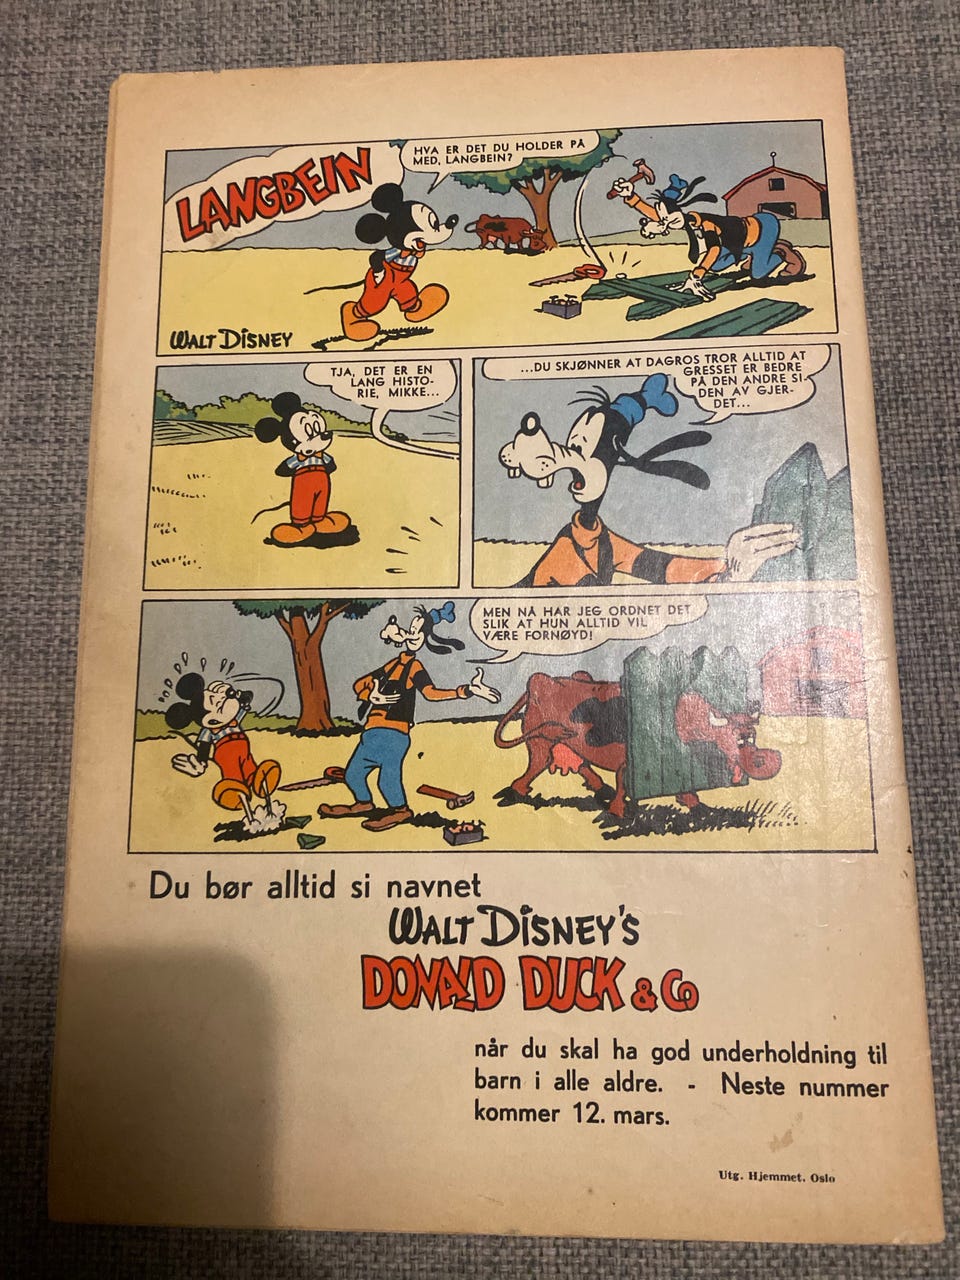 LANGBEIN
HVA ER DET DU HOLDER PÅ
MED, LANGBEIN?
WALT DISNEY
TJA, DET ER EN
LANG HISTO-
RIE, MIKKE...
...DU SKJØNNER AT DAGROS TROR ALLTID AT
GRESSET ER BEDRE
PÅ DEN ANDRE SI-
DEN AV GJER-
DET...
MEN NÅ HAR JEG ORDNET DET
SLIK AT HUN ALLTID VIL
VÆRE FORNØYD!
Du bør alltid si navnet
WALT DISNEY'S
DONALD DUCK & Co
når du skal ha god underholdning til
barn i alle aldre. - Neste nummer
kommer 12. mars.
Utg. Hjemmet. Oslo